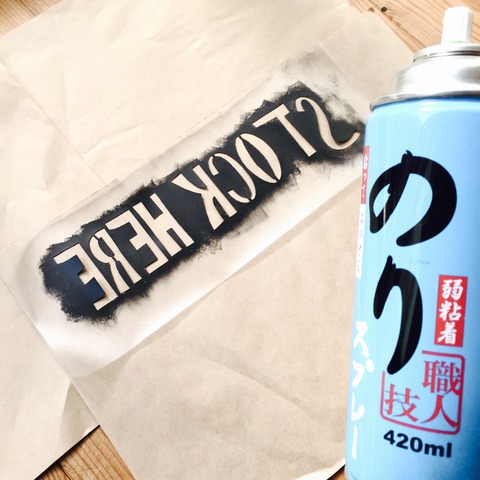 STOCK HERE
のり
スプレー
弱粘着
職人
技
420ml